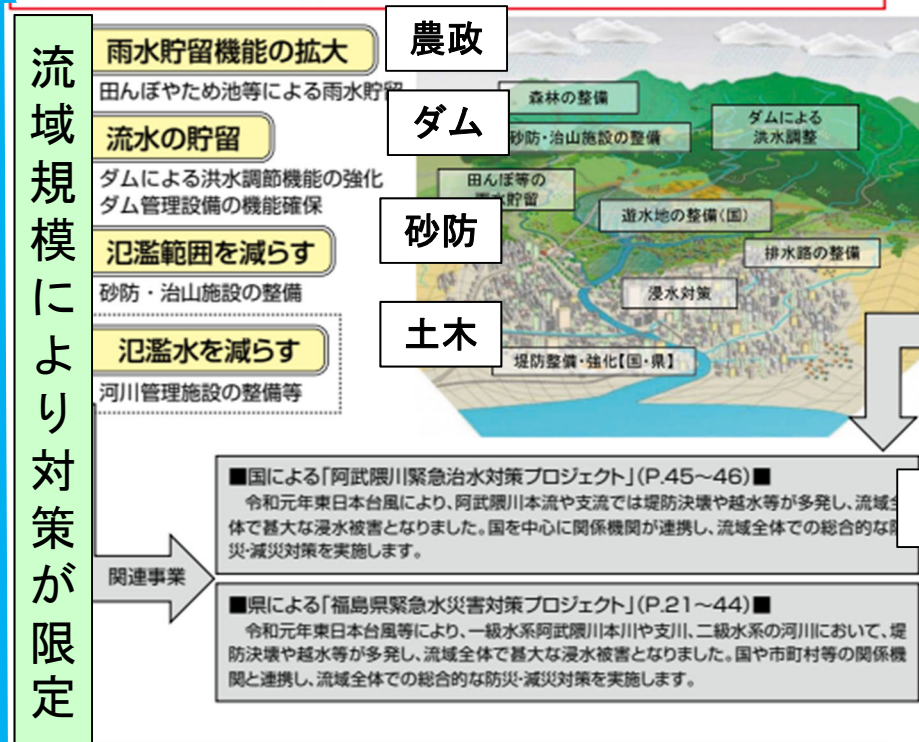 流域規模により対策が限定
雨水貯留機能の拡大
田んぼやため池等による雨水貯留
流水の貯留
ダムによる洪水調節機能の強化
ダム管理設備の機能確保
氾濫範囲を減らす
砂防・治山施設の整備
氾濫水を減らす
河川管理施設の整備等
農政
ダム
砂防
土木
森林の整備
砂防・治山施設の整備
ダムによる
洪水調整
田んぼ等の
雨水貯留
遊水地の整備(国)
排水路の整備
浸水対策
堤防整備・強化【国・県】
関連事業
■国による「阿武隈川緊急治水対策プロジェクト」(P.45～46)■
令和元年東日本台風により、阿武隈川本流や支流では堤防決壊や越水等が多発し、流域全
体で甚大な浸水被害となりました。国を中心に関係機関が連携し、流域全体での総合的な防
災・減災対策を実施します。
■県による「福島県緊急水災害対策プロジェクト」(P.21～44)■
令和元年東日本台風等により、一級水系阿武隈川本川や支川、二級水系の河川において、堤
防決壊や越水等が多発し、流域全体で甚大な浸水被害となりました。国や市町村等の関係機
関と連携し、流域全体での総合的な防災・減災対策を実施します。